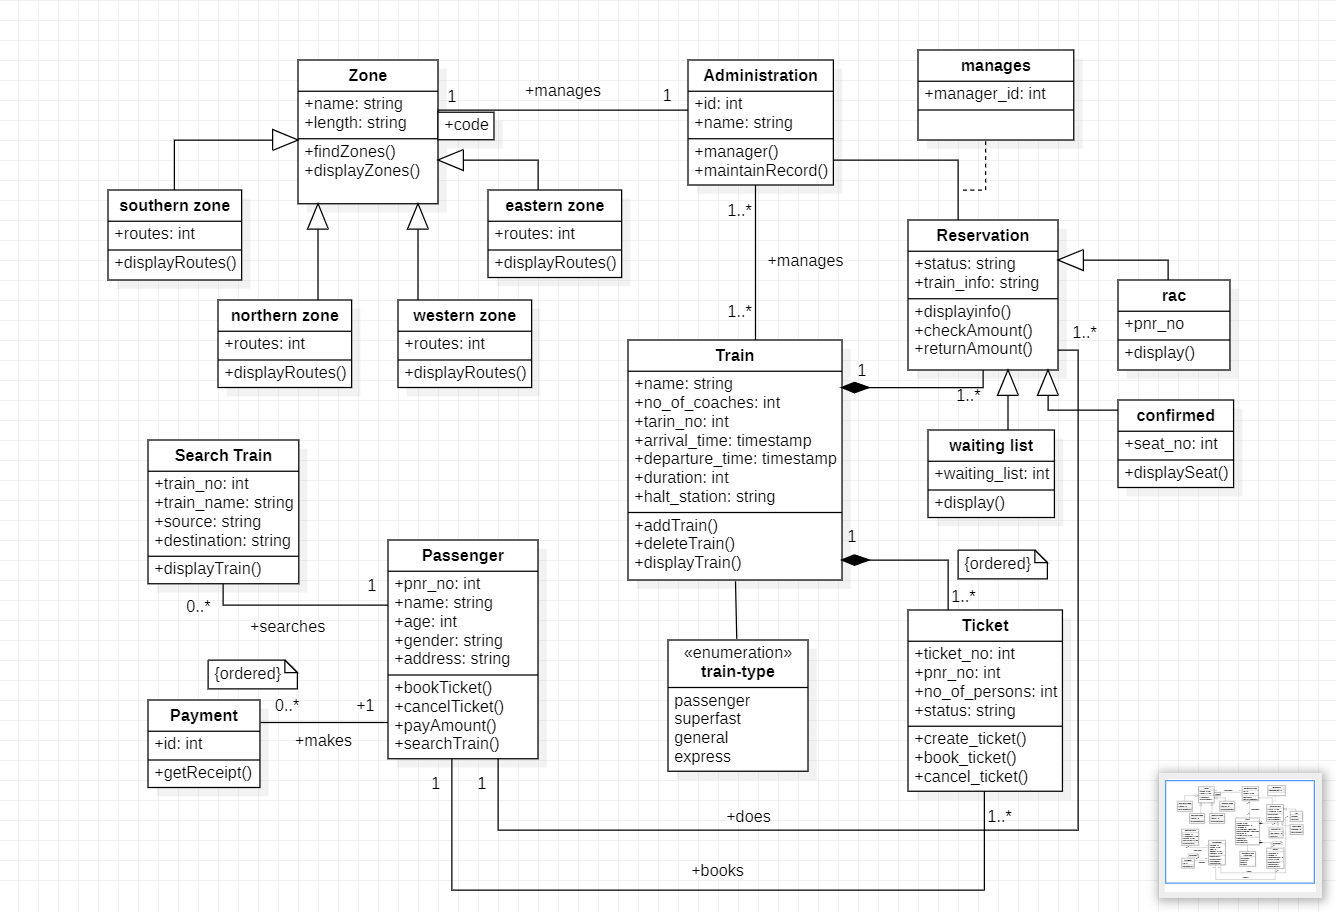 Zone
+name: string
+length: string
+findZones()
+displayZones()
1
+manages
1
+code
Administration
+id: int
+name: string
+manager()
+maintainRecord()
manages
+manager_id: int
southern zone
+routes: int
+displayRoutes()
eastern zone
+routes: int
+displayRoutes()
northern zone
+routes: int
+displayRoutes()
western zone
+routes: int
+displayRoutes()
1..*
+manages
1..*
Reservation
+status: string
+train_info: string
+displayinfo()
+checkAmount()
+returnAmount()
rac
+pnr_no
+display()
1..*
Train
+name: string
+no_of_coaches: int
+tarin_no: int
+arrival_time: timestamp
+departure_time: timestamp
+duration: int
+halt_station: string
+addTrain()
+deleteTrain()
+displayTrain()
1
1..*
waiting list
+waiting_list: int
+display()
confirmed
+seat_no: int
+displaySeat()
Search Train
+train_no: int
+train_name: string
+source: string
+destination: string
+displayTrain()
Passenger
+pnr_no: int
+name: string
+age: int
+gender: string
+address: string
+bookTicket()
+cancelTicket()
+payAmount()
+searchTrain()
1
0..*
+searches
1
{ordered}
1..*
{ordered}
Payment
+id: int
+getReceipt()
0..*
+1
+makes
«enumeration»
train-type
passenger
superfast
general
express
Ticket
+ticket_no: int
+pnr_no: int
+no_of_persons: int
+status: string
+create_ticket()
+book_ticket()
+cancel_ticket()
1
1
+does
1..*
+books